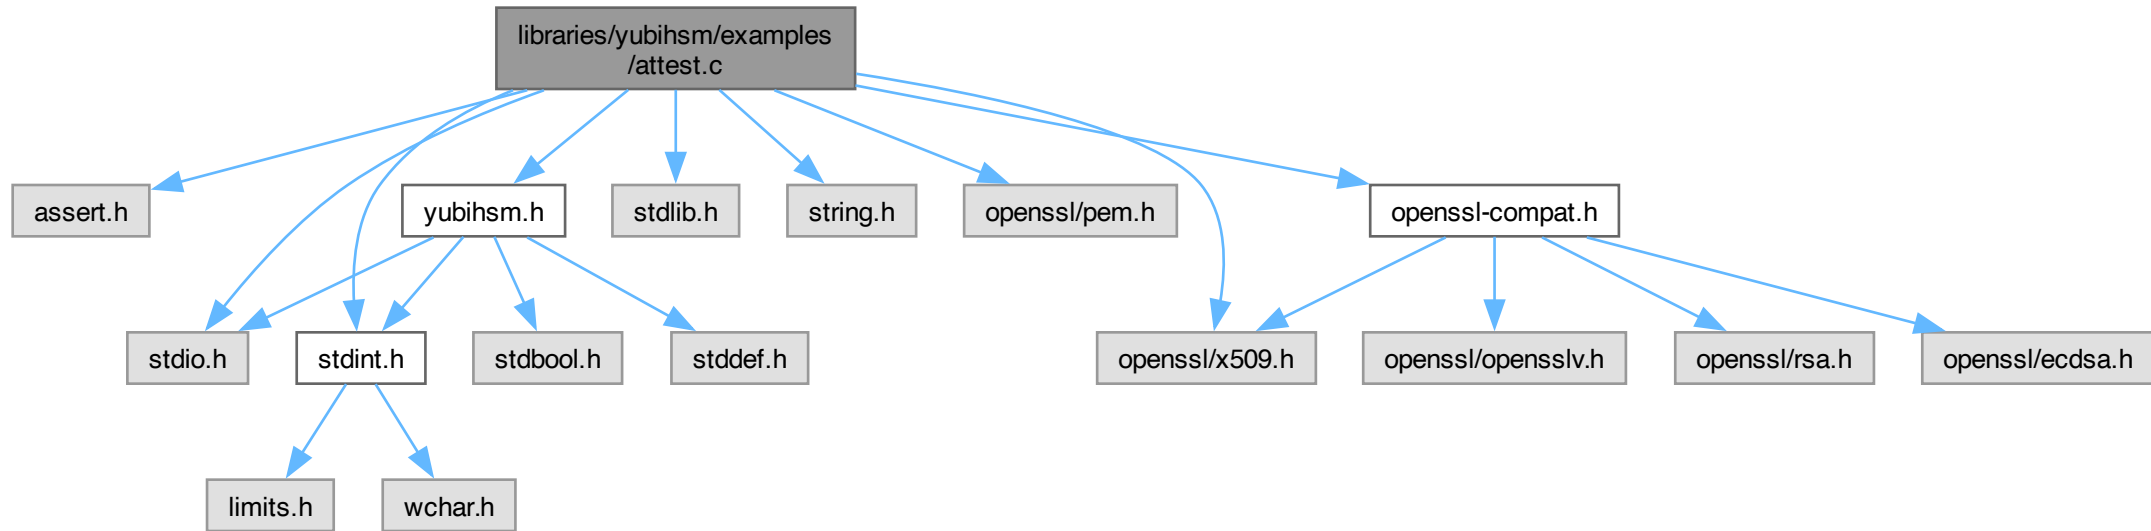 libraries/yubihsm/examples
/attest.c
assert.h
yubihsm.h
stdlib.h
string.h
openssl/pem.h
openssl-compat.h
stdio.h
stdint.h
stdbool.h
stddef.h
openssl/x509.h
openssl/opensslv.h
openssl/rsa.h
openssl/ecdsa.h
limits.h
wchar.h